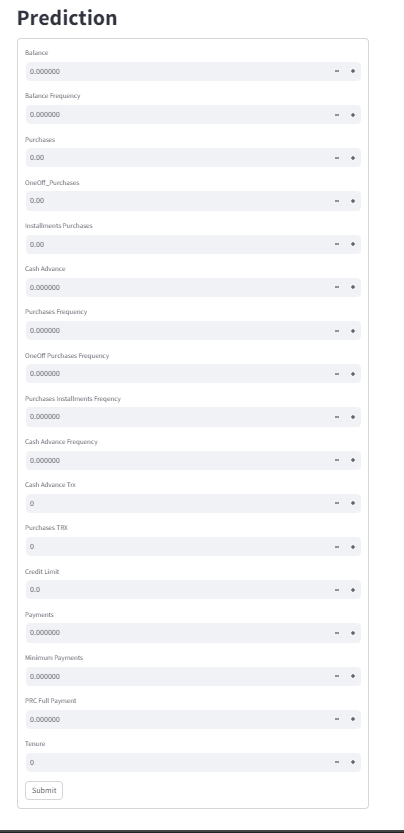 Prediction
Balance
0.000000
Balance Frequency
0.000000
Purchases
0.00
OneOff_Purchases
0.00
Installments Purchases
0.00
Cash Advance
0.000000
Purchases Frequency
0.000000
OneOff Purchases Frequency
0.000000
Purchases Installments Freqency
0.000000
Cash Advance Frequency
0.000000
Cash Advance Trx
0
Purchases TRX
0
Credit Limit
0.0
Payments
0.000000
Minimum Payments
0.000000
PRC Full Payment
0.000000
Tenure
0
Submit